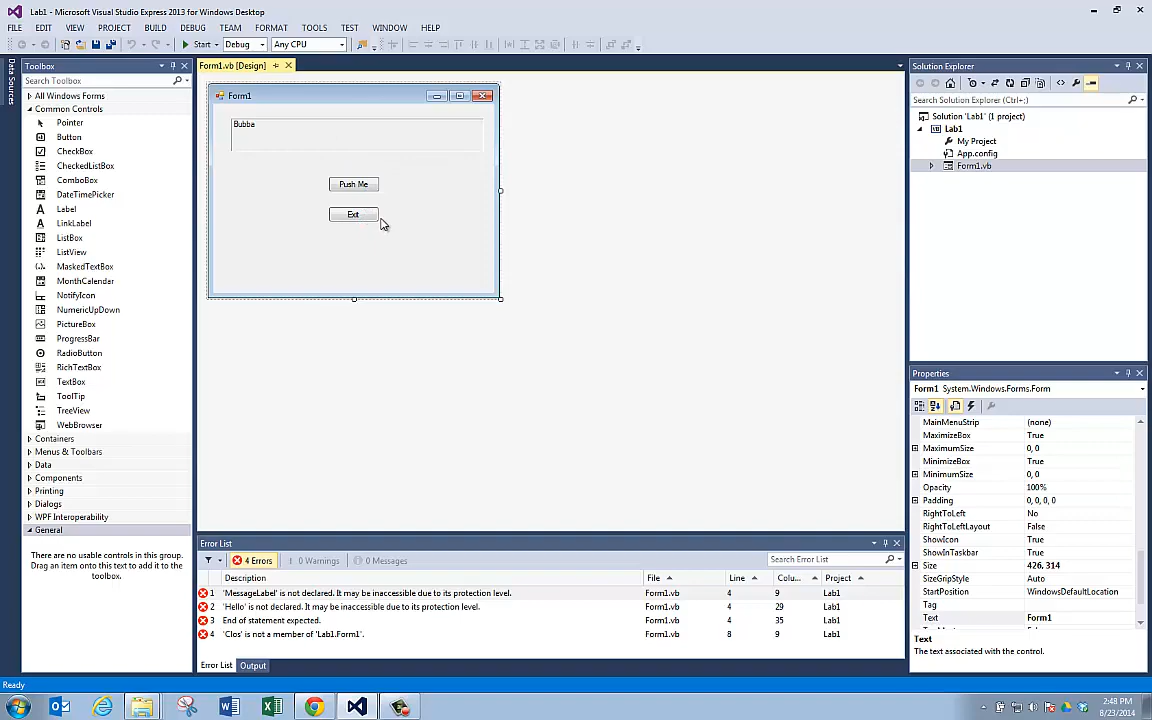 Lab1 - Microsoft Visual Studio Express 2013 for Windows Desktop
FILE EDIT VIEW PROJECT BUILD DEBUG TEAM FORMAT TOOLS TEST WINDOW HELP
Start Debug Any CPU
Data Sources
Toolbox
Search Toolbox
All Windows Forms
Common Controls
Pointer
Button
CheckBox
CheckedListBox
ComboBox
DateTimePicker
Label
LinkLabel
ListBox
ListView
MaskedTextBox
MonthCalendar
NotifyIcon
NumericUpDown
PictureBox
ProgressBar
RadioButton
RichTextBox
TextBox
ToolTip
TreeView
WebBrowser
Containers
Menus & Toolbars
Data
Components
Printing
Dialogs
WPF Interoperability
General
There are no usable controls in this group.
Drag an item onto this text to add it to the
toolbox.
Form1.vb [Design]
Form1
Bubba
Push Me
Exit
Error List
4 Errors 0 Warnings 0 Messages
Search Error List
Description File Line Colu... Project
1 'MessageLabel' is not declared. It may be inaccessible due to its protection level. Form1.vb 4 9 Lab1
2 'Hello' is not declared. It may be inaccessible due to its protection level. Form1.vb 4 29 Lab1
3 End of statement expected. Form1.vb 4 35 Lab1
4 'Clos' is not a member of 'Lab1.Form1'. Form1.vb 8 9 Lab1
Error List Output
Solution Explorer
Search Solution Explorer (Ctrl+;)
Solution 'Lab1' (1 project)
Lab1
My Project
App.config
Form1.vb
Properties
Form1 System.Windows.Forms.Form
MainMenuStrip (none)
MaximizeBox True
MaximumSize 0, 0
MinimizeBox True
MinimumSize 0, 0
Opacity 100%
Padding 0, 0, 0, 0
RightToLeft No
RightToLeftLayout False
ShowIcon True
ShowInTaskbar True
Size 426, 314
SizeGripStyle Auto
StartPosition WindowsDefaultLocation
Tag
Text Form1
Text
The text associated with the control.
Ready
2:48 PM
8/23/2014